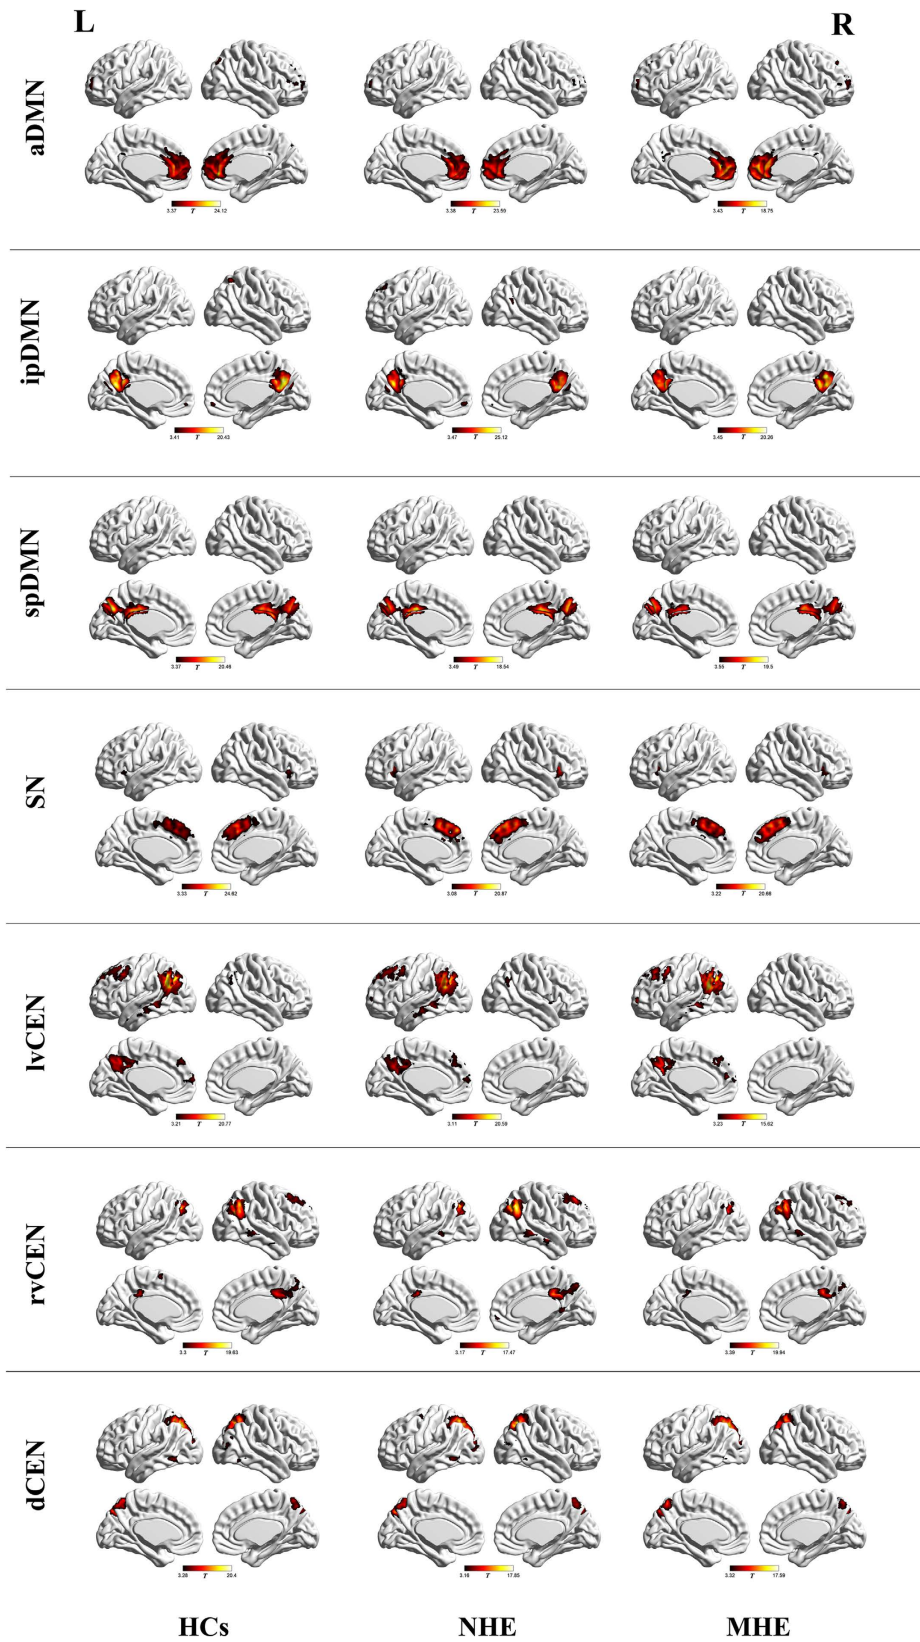 L R
aDMN
3.37 T 24.12
3.38 T 23.59
3.43 T 18.75
ipDMN
3.41 T 20.43
3.47 T 25.12
3.45 T 20.26
spDMN
3.37 T 20.46
3.49 T 18.54
3.55 T 19.5
SN
3.33 T 24.62
3.08 T 20.87
3.22 T 20.66
lvCEN
3.21 T 20.77
3.11 T 20.59
3.23 T 15.62
rvCEN
3.3 T 19.63
3.17 T 17.47
3.39 T 19.94
dCEN
3.28 T 20.4
3.16 T 17.85
3.32 T 17.59
HCs NHE MHE